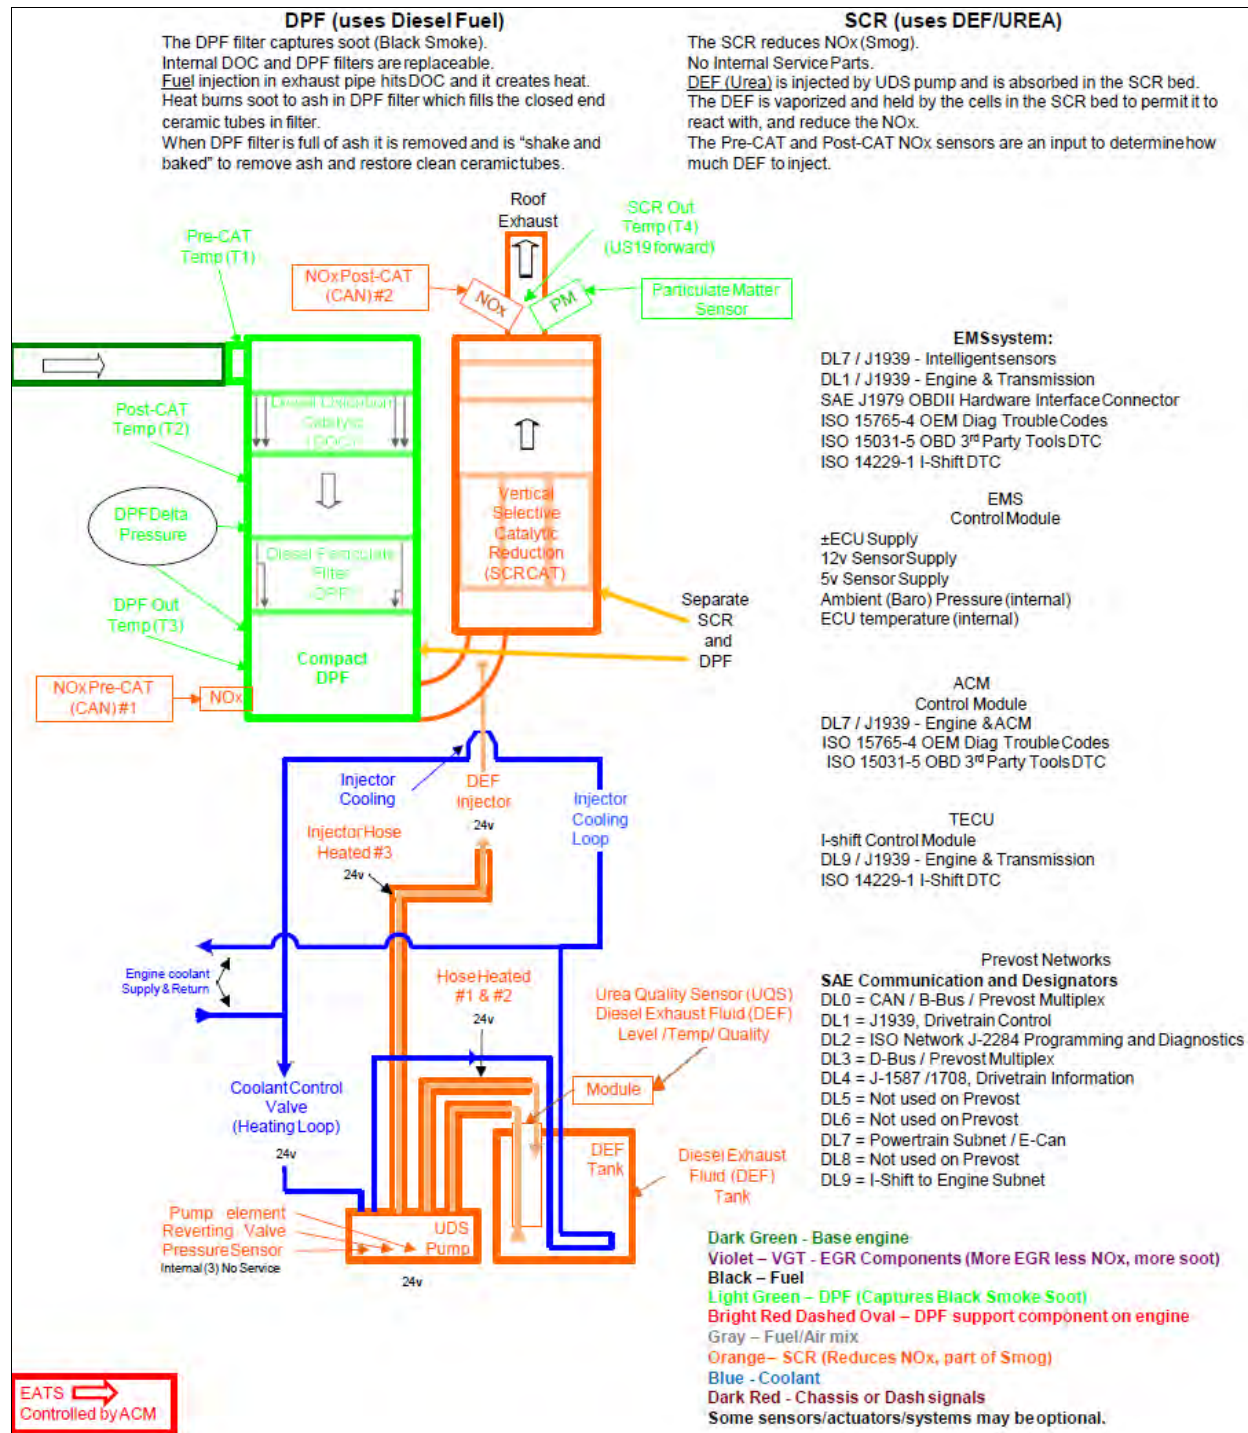 DPF (uses Diesel Fuel)
The DPF filter captures soot (Black Smoke).
Internal DOC and DPF filters are replaceable.
Fuel injection in exhaust pipe hits DOC and it creates heat.
Heat burns soot to ash in DPF filter which fills the closed end
ceramic tubes in filter.
When DPF filter is full of ash it is removed and is “shake and
baked” to remove ash and restore clean ceramic tubes.
SCR (uses DEF/UREA)
The SCR reduces NOx (Smog).
No Internal Service Parts.
DEF (Urea) is injected by UDS pump and is absorbed in the SCR bed.
The DEF is vaporized and held by the cells in the SCR bed to permit it to
react with, and reduce the NOx.
The Pre-CAT and Post-CAT NOx sensors are an input to determine how
much DEF to inject.
Roof
Exhaust
SCR Out
Temp (T4)
(US19 forward)
Pre-CAT
Temp (T1)
NOx Post-CAT
(CAN) #2
NOx
PM
Particulate Matter
Sensor
Diesel Oxidation
Catalytic
(DOC)
Post-CAT
Temp (T2)
DPF Delta
Pressure
Diesel Particulate
Filter
(DPF)
DPF Out
Temp (T3)
Compact
DPF
NOx Pre-CAT
(CAN) #1
NOx
Vertical
Selective
Catalytic
Reduction
(SCR CAT)
Separate
SCR
and
DPF
EMS system:
DL7 / J1939 - Intelligent sensors
DL1 / J1939 - Engine & Transmission
SAE J1979 OBDII Hardware Interface Connector
ISO 15765-4 OEM Diag Trouble Codes
ISO 15031-5 OBD 3rd Party Tools DTC
ISO 14229-1 I-Shift DTC
EMS
Control Module
±ECU Supply
12v Sensor Supply
5v Sensor Supply
Ambient (Baro) Pressure (internal)
ECU temperature (internal)
ACM
Control Module
DL7 / J1939 - Engine & ACM
ISO 15765-4 OEM Diag Trouble Codes
ISO 15031-5 OBD 3rd Party Tools DTC
TECU
I-shift Control Module
DL9 / J1939 - Engine & Transmission
ISO 14229-1 I-Shift DTC
Injector
Cooling
DEF
Injector
24v
Injector
Cooling
Loop
Injector Hose
Heated #3
24v
Engine coolant
Supply & Return
Hose Heated
#1 & #2
24v
Urea Quality Sensor (UQS)
Diesel Exhaust Fluid (DEF)
Level /Temp/ Quality
Module
Coolant Control
Valve
(Heating Loop)
24v
DEF
Tank
Diesel Exhaust
Fluid (DEF)
Tank
Pump element
Reverting Valve
Pressure Sensor
Internal (3) No Service
UDS
Pump
24v
Prevost Networks
SAE Communication and Designators
DL0 = CAN / B-Bus / Prevost Multiplex
DL1 = J1939, Drivetrain Control
DL2 = ISO Network J-2284 Programming and Diagnostics
DL3 = D-Bus / Prevost Multiplex
DL4 = J-1587 /1708, Drivetrain Information
DL5 = Not used on Prevost
DL6 = Not used on Prevost
DL7 = Powertrain Subnet / E-Can
DL8 = Not used on Prevost
DL9 = I-Shift to Engine Subnet
Dark Green - Base engine
Violet – VGT - EGR Components (More EGR less NOx, more soot)
Black – Fuel
Light Green – DPF (Captures Black Smoke Soot)
Bright Red Dashed Oval – DPF support component on engine
Gray – Fuel/Air mix
Orange– SCR (Reduces NOx, part of Smog)
Blue - Coolant
Dark Red - Chassis or Dash signals
Some sensors/actuators/systems may be optional.
EATS
Controlled by ACM